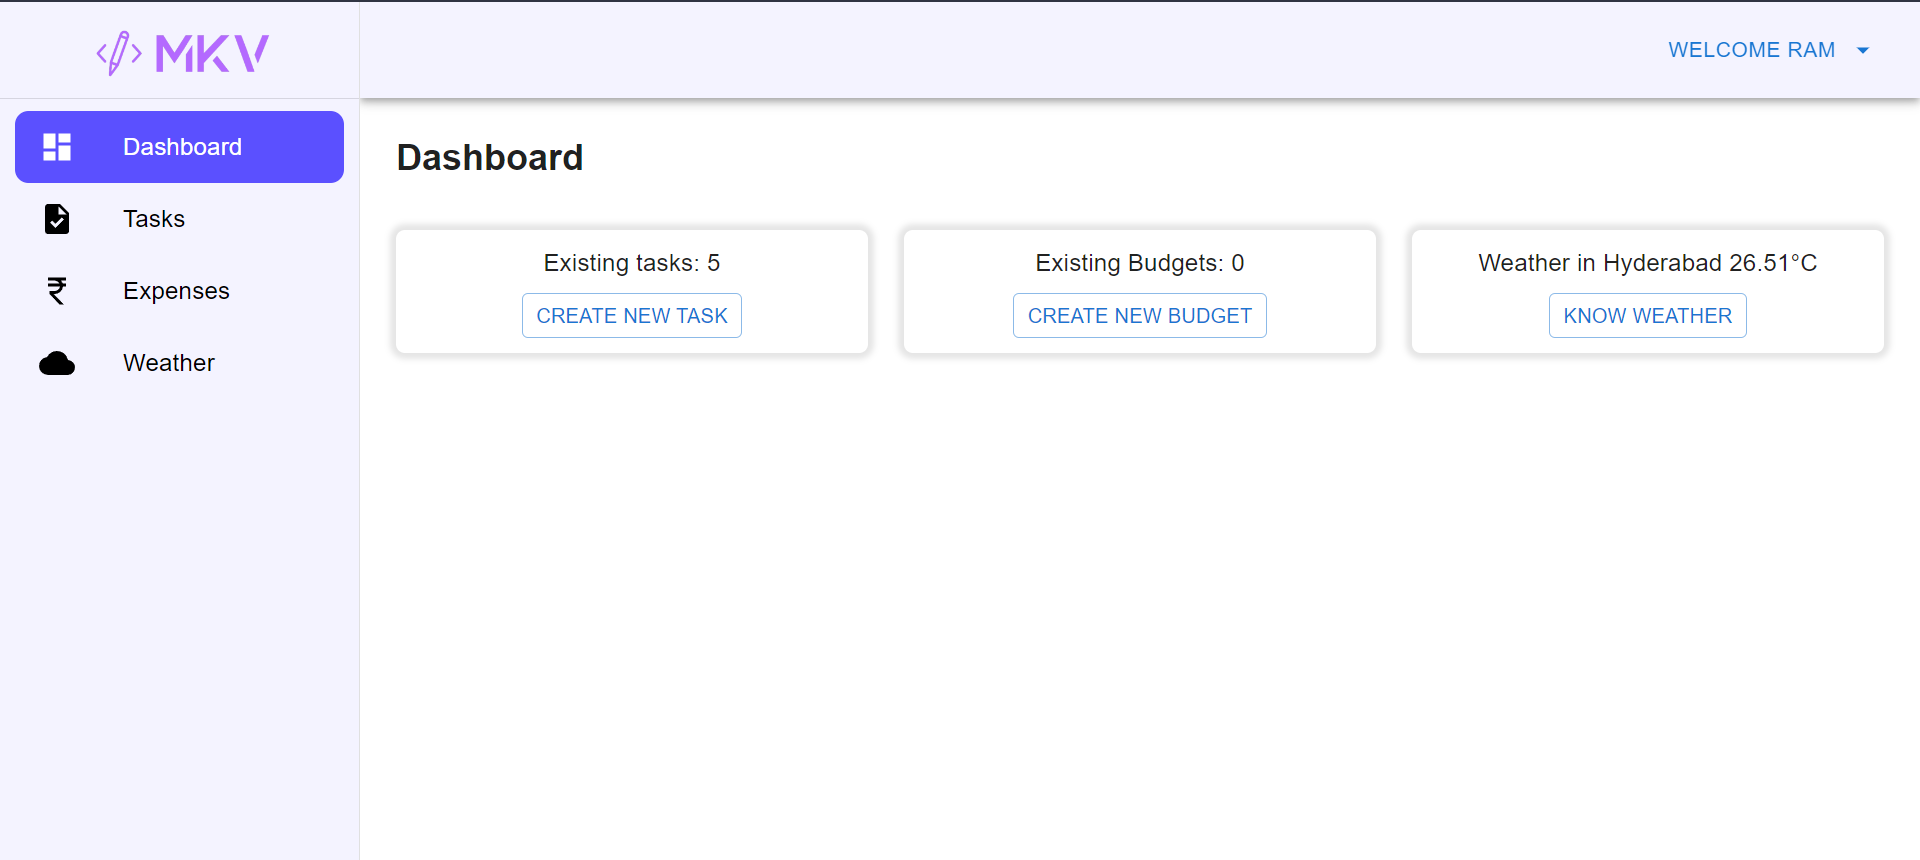 MKV
WELCOME RAM
Dashboard
Tasks
Expenses
Weather
Dashboard
Existing tasks: 5
CREATE NEW TASK
Existing Budgets: 0
CREATE NEW BUDGET
Weather in Hyderabad 26.51°C
KNOW WEATHER